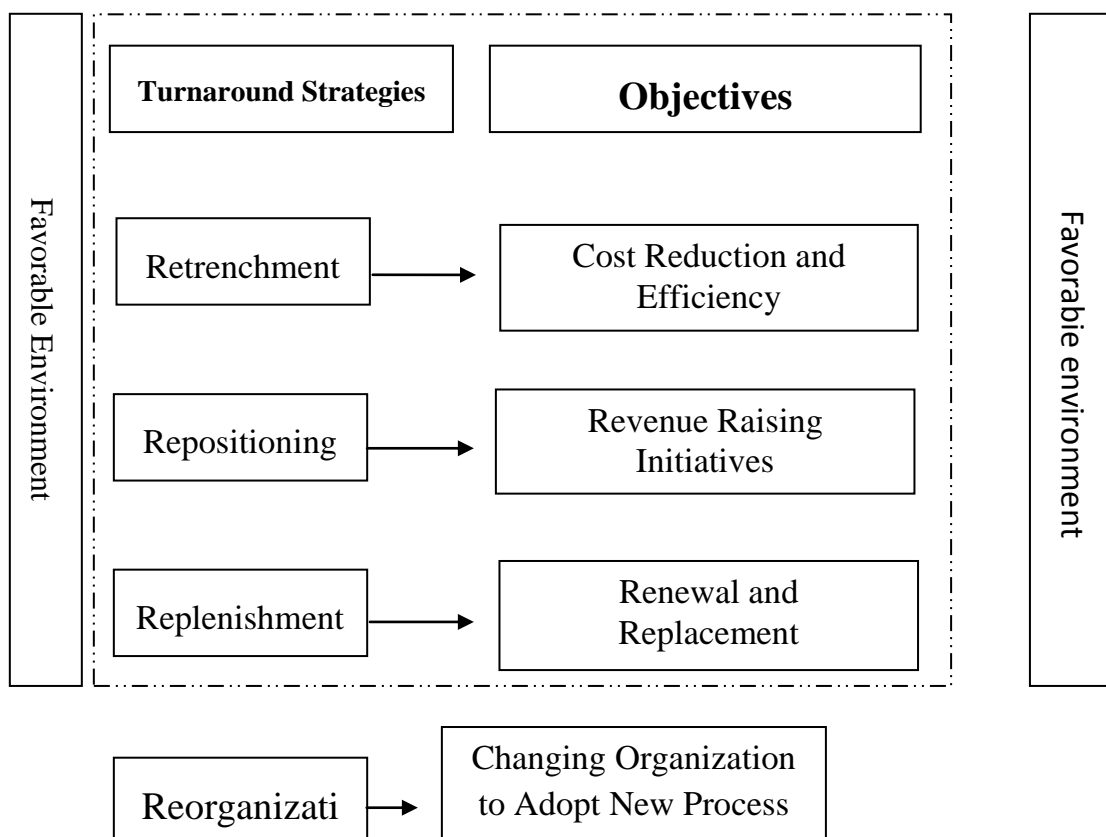 Favorable Environment
Turnaround Strategies
Objectives
Retrenchment
Cost Reduction and
Efficiency
Repositioning
Revenue Raising
Initiatives
Replenishment
Renewal and
Replacement
Reorganizati
Changing Organization
to Adopt New Process
Favorabie environment